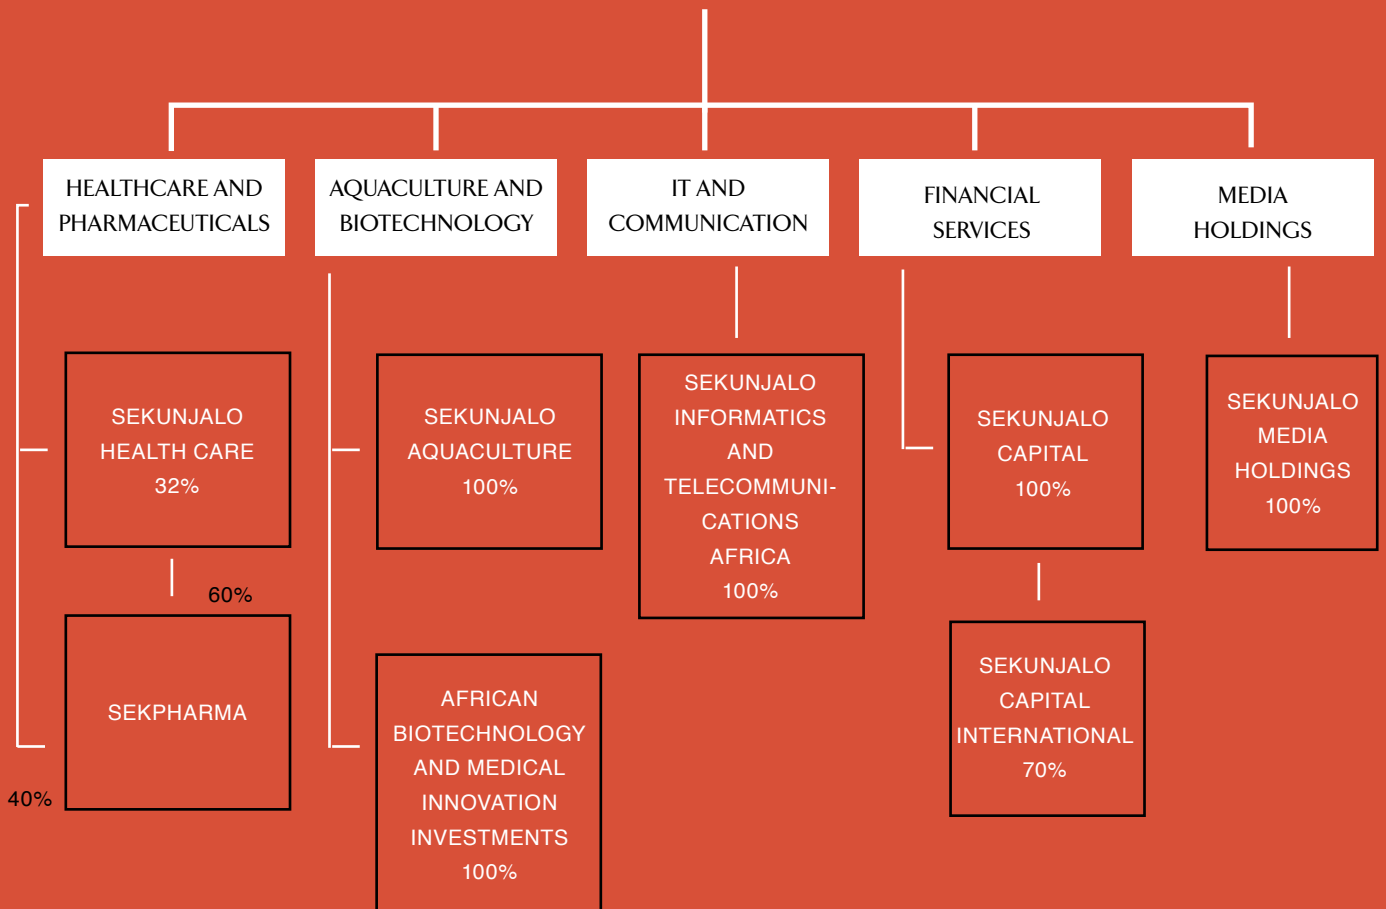 HEALTHCARE AND
PHARMACEUTICALS
AQUACULTURE AND
BIOTECHNOLOGY
IT AND
COMMUNICATION
FINANCIAL
SERVICES
MEDIA
HOLDINGS
SEKUNJALO
HEALTH CARE
32%
60%
SEKPHARMA
40%
SEKUNJALO
AQUACULTURE
100%
AFRICAN
BIOTECHNOLOGY
AND MEDICAL
INNOVATION
INVESTMENTS
100%
SEKUNJALO
INFORMATICS
AND
TELECOMMUNI-
CATIONS
AFRICA
100%
SEKUNJALO
CAPITAL
100%
SEKUNJALO
CAPITAL
INTERNATIONAL
70%
SEKUNJALO
MEDIA
HOLDINGS
100%